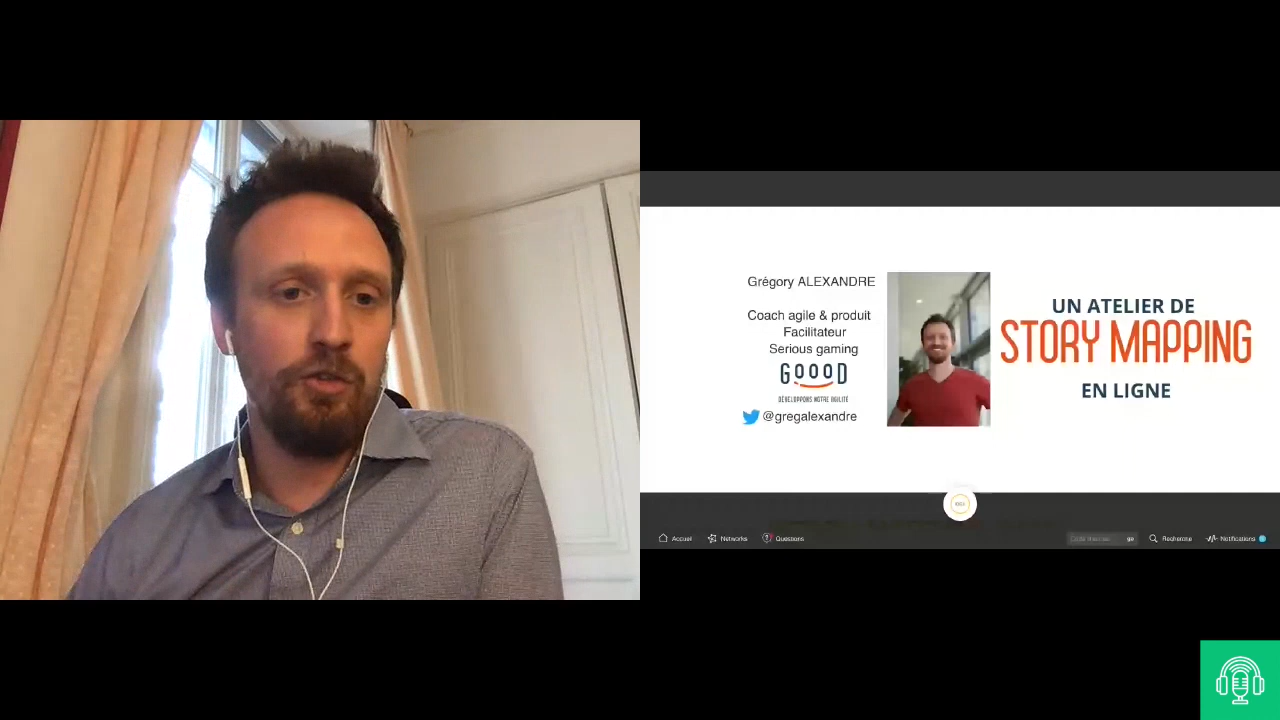 Grégory ALEXANDRE
Coach agile & produit
Facilitateur
Serious gaming
GOOOD
DÉVELOPPONS NOTRE AGILITÉ
@gregalexandre
UN ATELIER DE
STORY MAPPING
EN LIGNE
Accueil
Networks
Questions
go
Recherche
Notifications